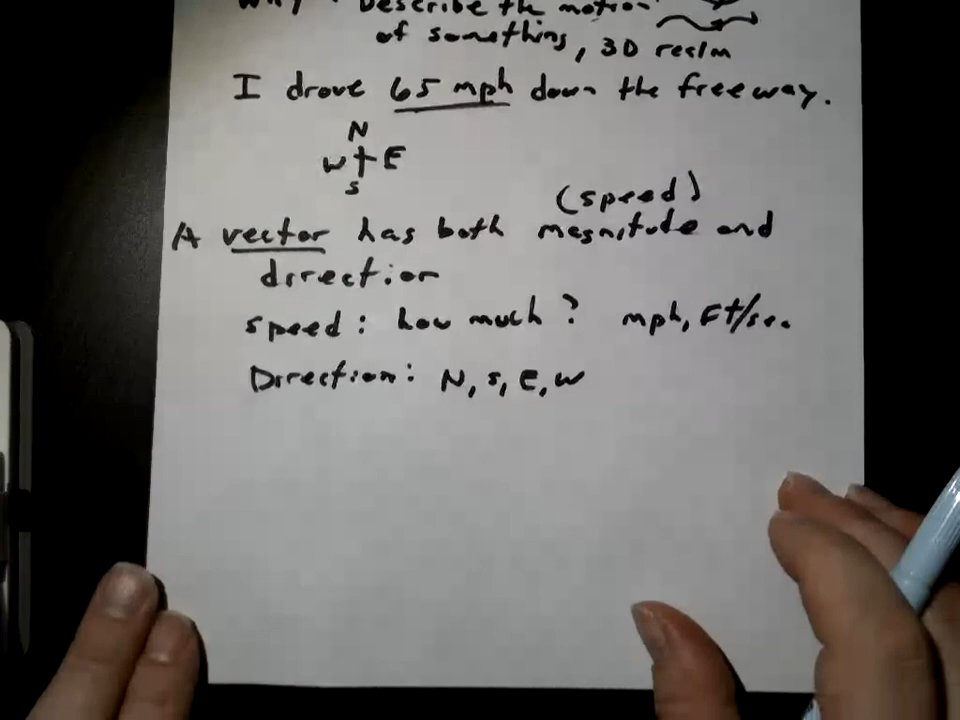 Why? Describe the motion
of something, 3D realm
I drove 65 mph down the freeway.
N
W E
S
(speed)
A vector has both magnitude and
direction
speed: how much? mph, Ft/sec.
Direction: N, S, E, W